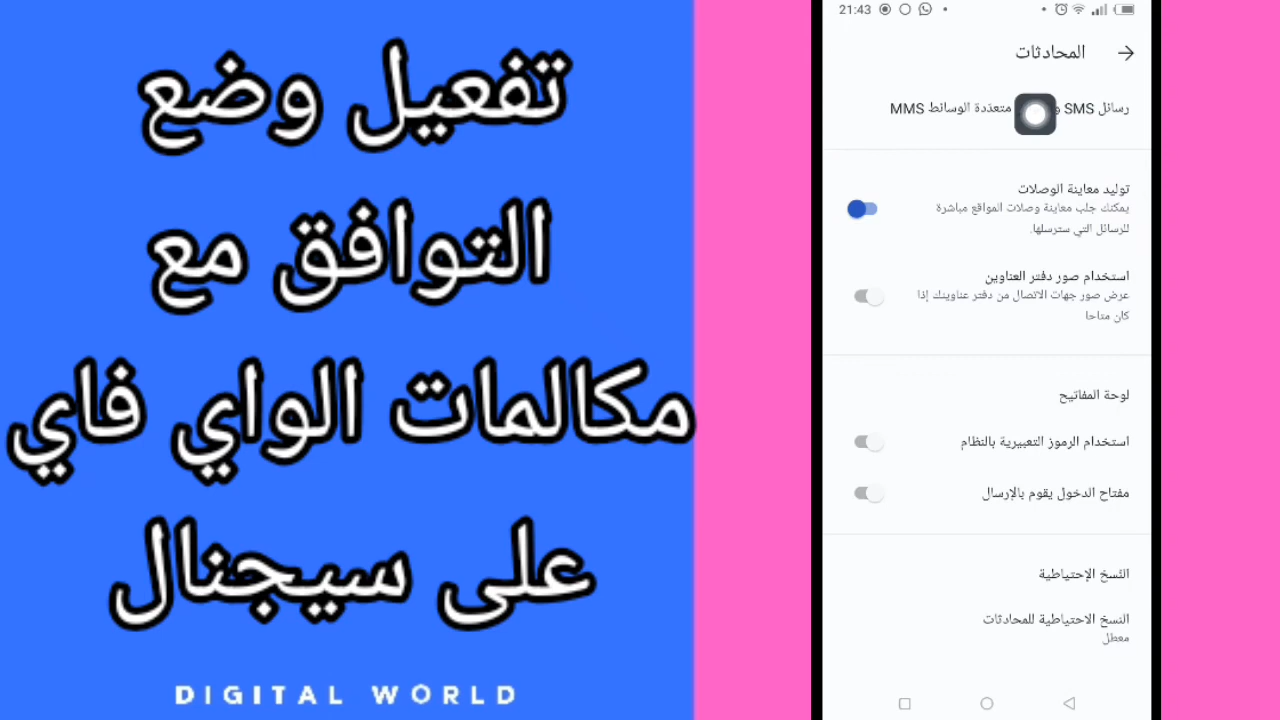 تفعيل وضع
التوافق مع
مكالمات الواي فاي
على سيجنال
DIGITAL WORLD
21:43
المحادثات
رسائل SMS و متعددة الوسائط MMS
توليد معاينة الوصلات
يمكنك جلب معاينة وصلات المواقع مباشرة
للرسائل التي سترسلها.
استخدام صور دفتر العناوين
عرض صور جهات الاتصال من دفتر عناوينك إذا
كان متاحا
لوحة المفاتيح
استخدام الرموز التعبيرية بالنظام
مفتاح الدخول يقوم بالإرسال
النُسخ الإحتياطية
النسخ الاحتياطية للمحادثات
معطل